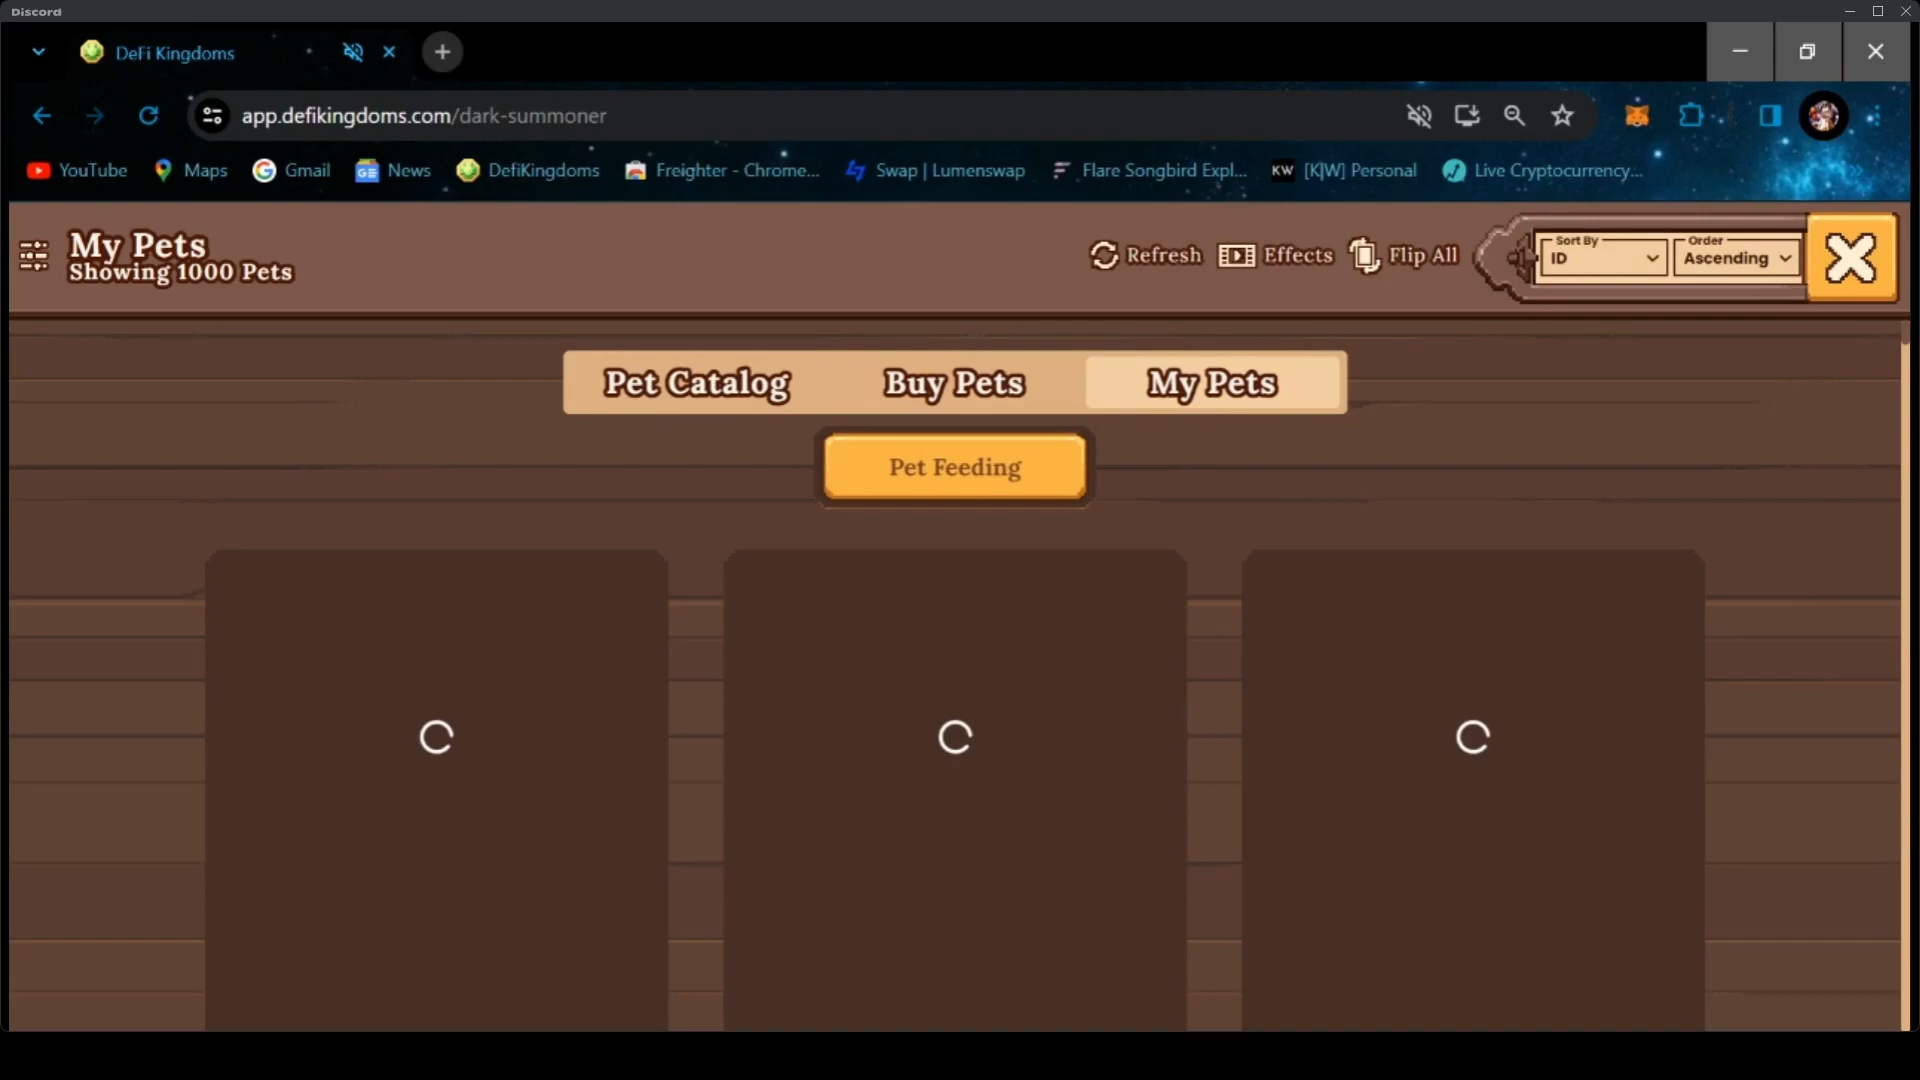 Discord
DeFi Kingdoms
app.defikingdoms.com/dark-summoner
YouTube
Maps
Gmail
News
DefiKingdoms
Freighter - Chrome...
Swap | Lumenswap
Flare Songbird Expl...
KW [K|W] Personal
Live Cryptocurrency...
My Pets
Showing 1000 Pets
Refresh
Effects
Flip All
Sort By
ID
Order
Ascending
Pet Catalog
Buy Pets
My Pets
Pet Feeding